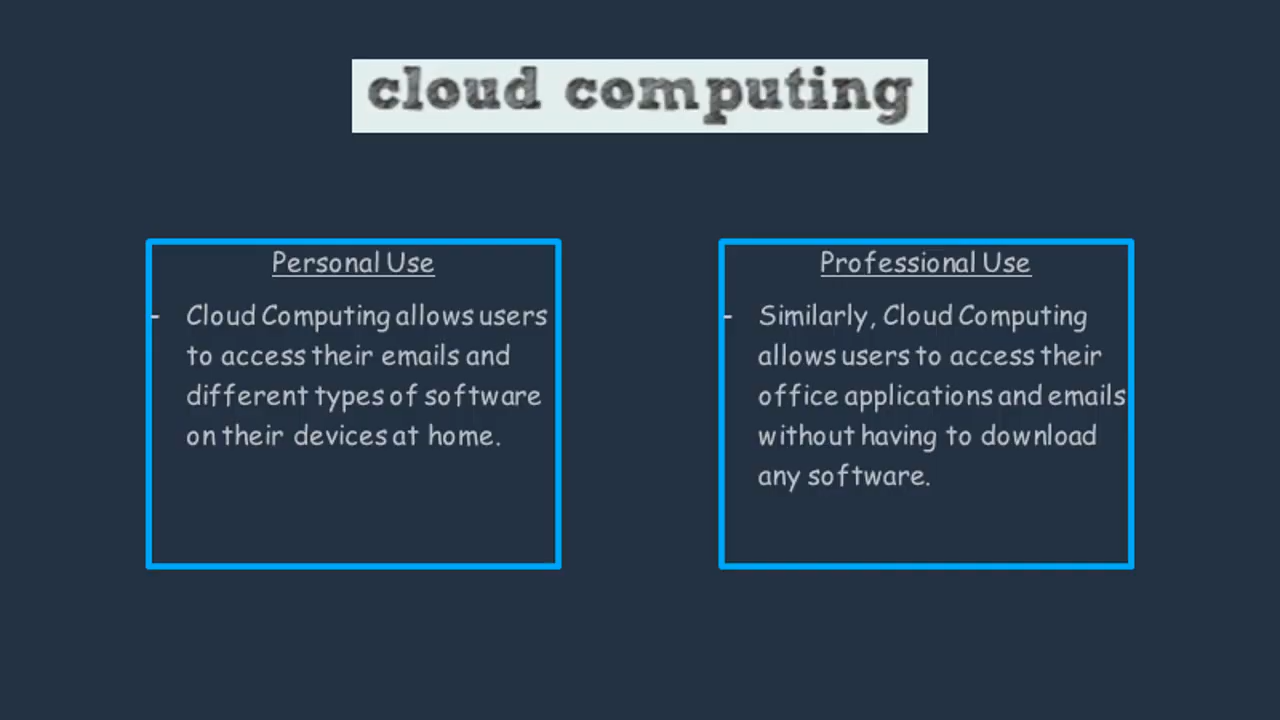 cloud computing
Personal Use
- Cloud Computing allows users
to access their emails and
different types of software
on their devices at home.
Professional Use
- Similarly, Cloud Computing
allows users to access their
office applications and emails
without having to download
any software.